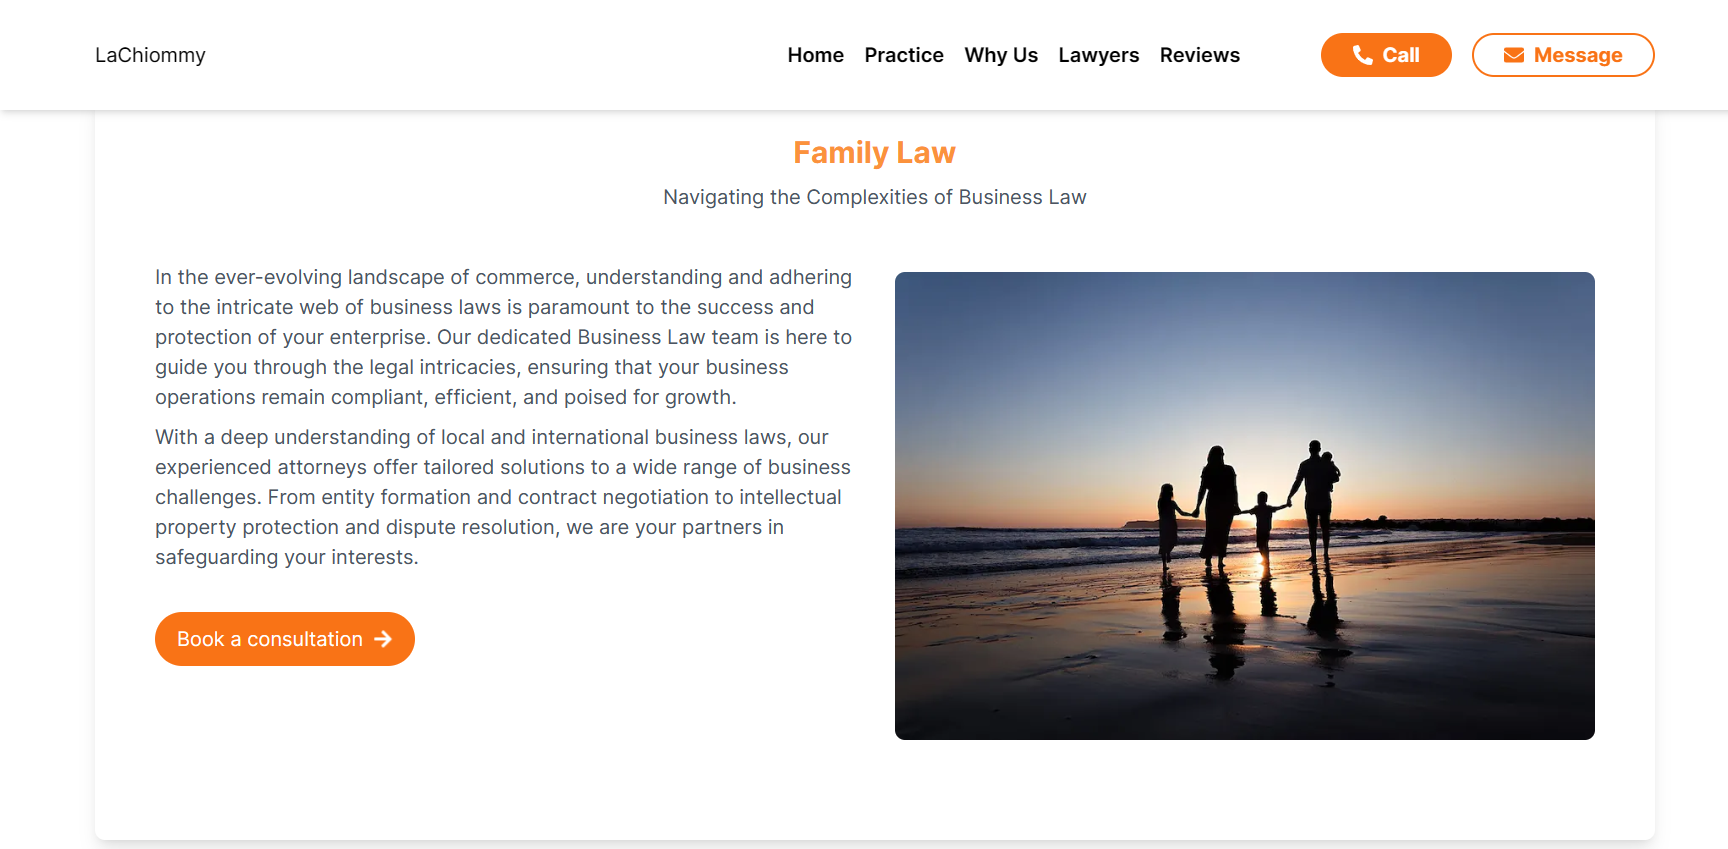 LaChiommy
Home Practice Why Us Lawyers Reviews
Call
Message
Family Law
Navigating the Complexities of Business Law
In the ever-evolving landscape of commerce, understanding and adhering
to the intricate web of business laws is paramount to the success and
protection of your enterprise. Our dedicated Business Law team is here to
guide you through the legal intricacies, ensuring that your business
operations remain compliant, efficient, and poised for growth.
With a deep understanding of local and international business laws, our
experienced attorneys offer tailored solutions to a wide range of business
challenges. From entity formation and contract negotiation to intellectual
property protection and dispute resolution, we are your partners in
safeguarding your interests.
Book a consultation